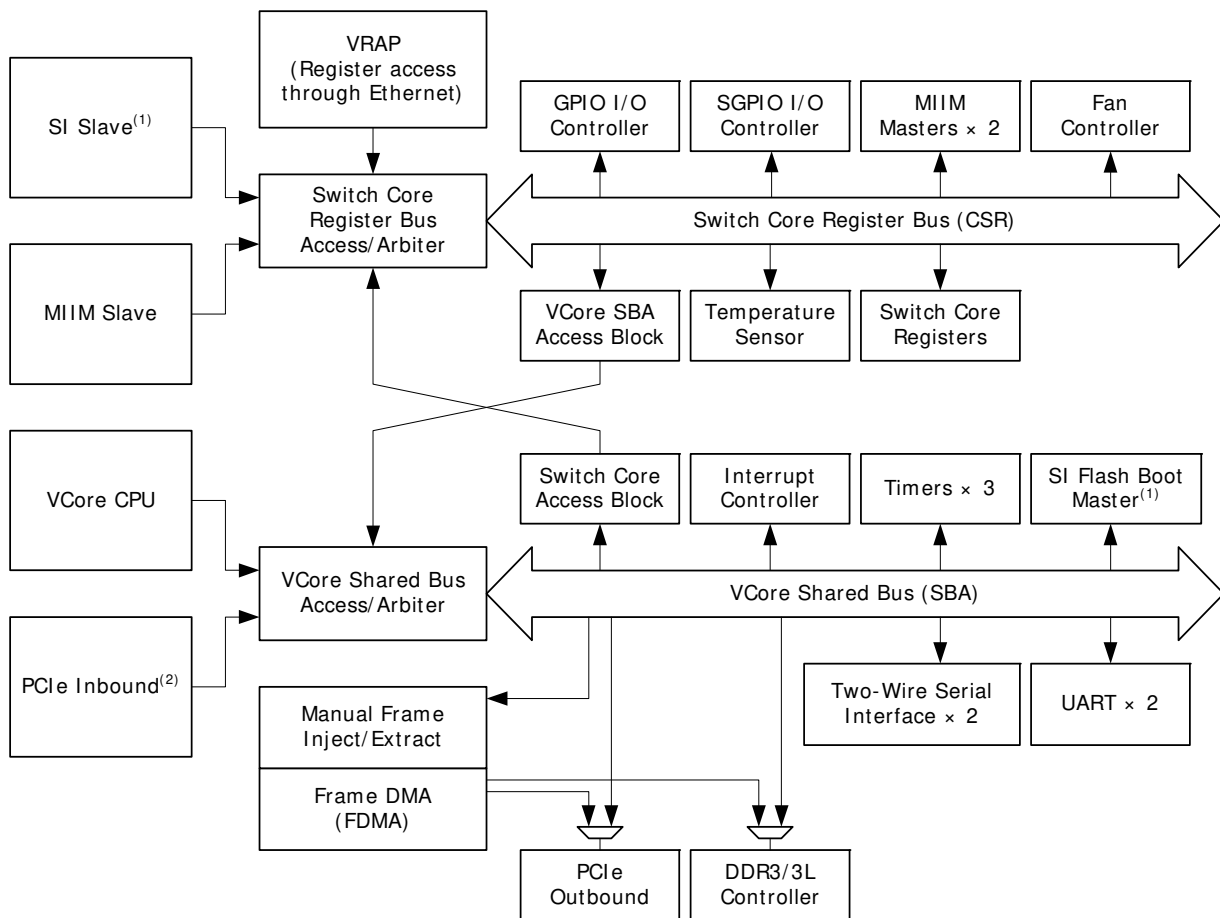 VRAP
(Register access
through Ethernet)
SI Slave(1)
GPIO I/O
Controller
SGPIO I/O
Controller
MIIM
Masters × 2
Fan
Controller
Switch Core
Register Bus
Access/Arbiter
Switch Core Register Bus (CSR)
MIIM Slave
VCore SBA
Access Block
Temperature
Sensor
Switch Core
Registers
VCore CPU
Switch Core
Access Block
Interrupt
Controller
Timers × 3
SI Flash Boot
Master(1)
VCore Shared Bus
Access/Arbiter
VCore Shared Bus (SBA)
PCIe Inbound(2)
Manual Frame
Inject/Extract
Two-Wire Serial
Interface × 2
UART × 2
Frame DMA
(FDMA)
PCIe
Outbound
DDR3/3L
Controller